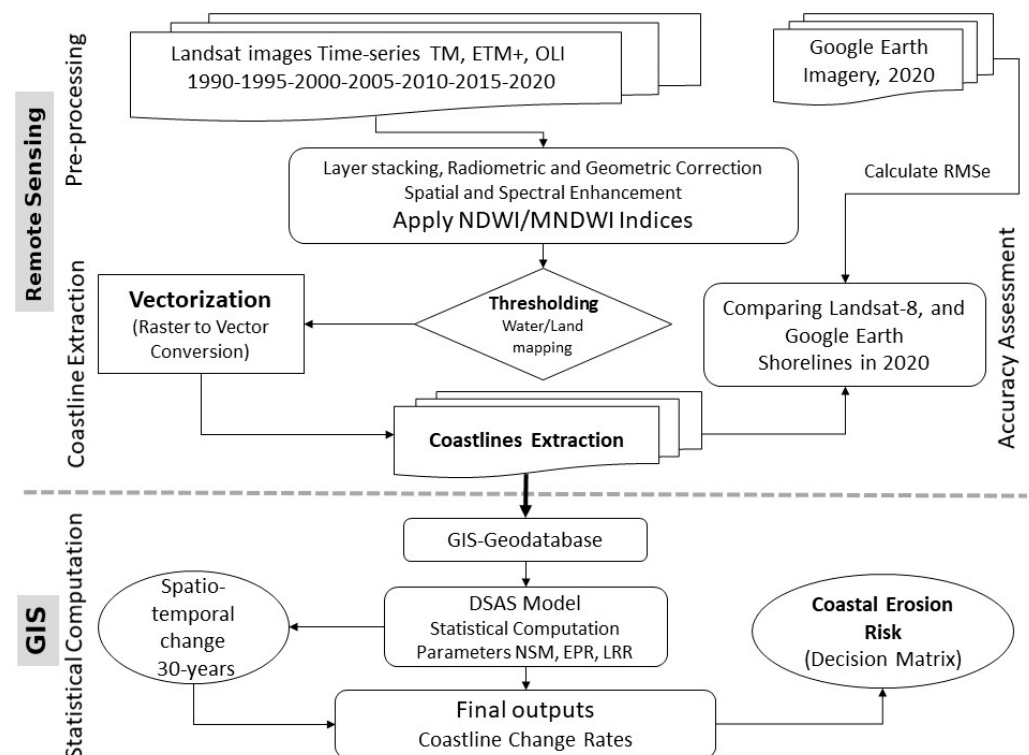 Remote Sensing
Pre-processing
Landsat images Time-series TM, ETM+, OLI
1990-1995-2000-2005-2010-2015-2020
Google Earth
Imagery, 2020
Layer stacking, Radiometric and Geometric Correction
Spatial and Spectral Enhancement
Apply NDWI/MNDWI Indices
Calculate RMSe
Coastline Extraction
Vectorization
(Raster to Vector
Conversion)
Thresholding
Water/Land
mapping
Comparing Landsat-8, and
Google Earth
Shorelines in 2020
Accuracy Assessment
Coastlines Extraction
GIS
Statistical Computation
GIS-Geodatabase
Spatio-
temporal
change
30-years
DSAS Model
Statistical Computation
Parameters NSM, EPR, LRR
Coastal Erosion
Risk
(Decision Matrix)
Final outputs
Coastline Change Rates